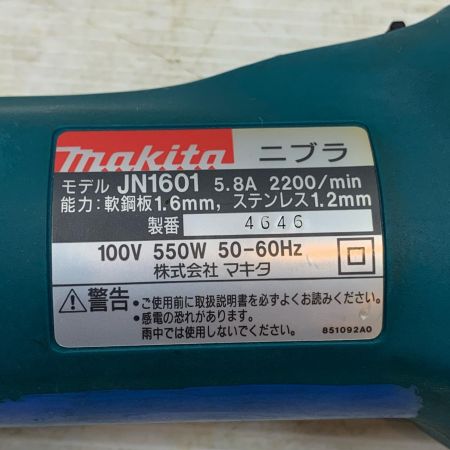 makita ニブラ
モデル JN1601 5.8A 2200/min
能力：軟鋼板1.6mm，ステンレス1.2mm
製番 4646
100V 550W 50-60Hz
株式会社 マキタ
警告 •ご使用前に取扱説明書を必ずよくお読みください。
•感電の恐れがあります。
雨中では使用しないでください。
851092A0